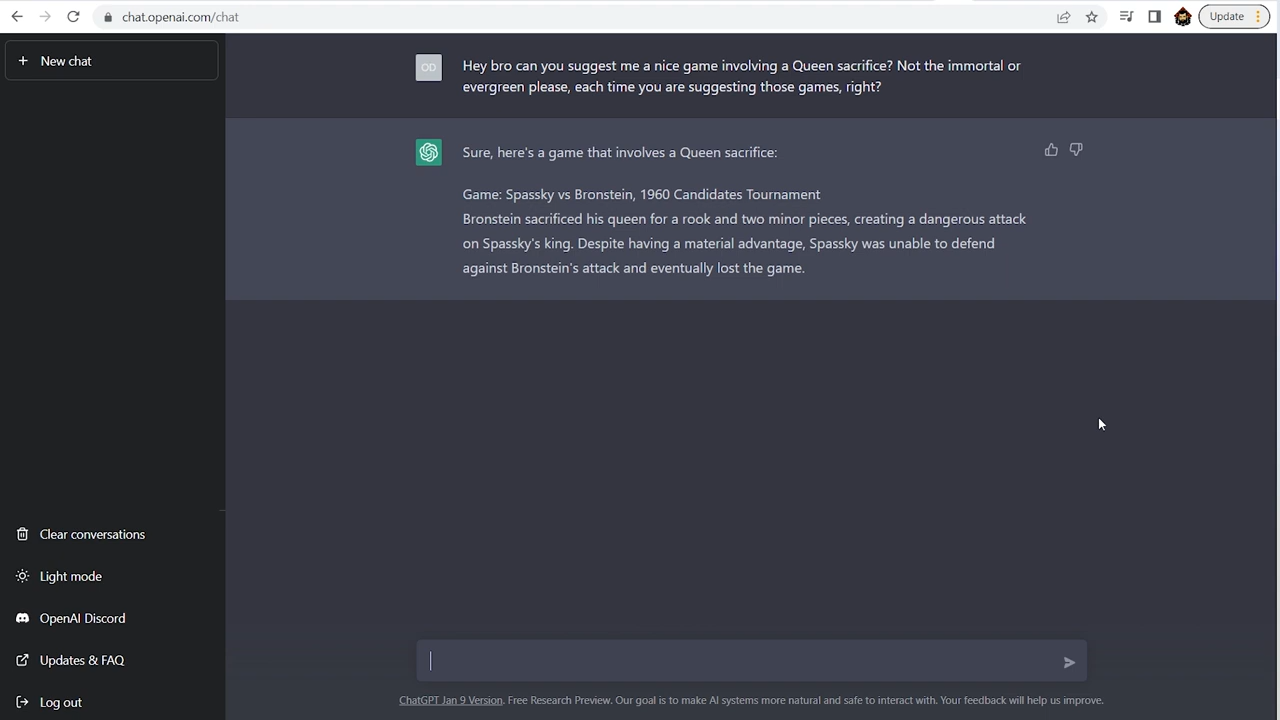 chat.openai.com/chat
Update
New chat
OD
Hey bro can you suggest me a nice game involving a Queen sacrifice? Not the immortal or
evergreen please, each time you are suggesting those games, right?
Sure, here's a game that involves a Queen sacrifice:
Game: Spassky vs Bronstein, 1960 Candidates Tournament
Bronstein sacrificed his queen for a rook and two minor pieces, creating a dangerous attack
on Spassky's king. Despite having a material advantage, Spassky was unable to defend
against Bronstein's attack and eventually lost the game.
Clear conversations
Light mode
OpenAI Discord
Updates & FAQ
Log out
ChatGPT Jan 9 Version. Free Research Preview. Our goal is to make AI systems more natural and safe to interact with. Your feedback will help us improve.